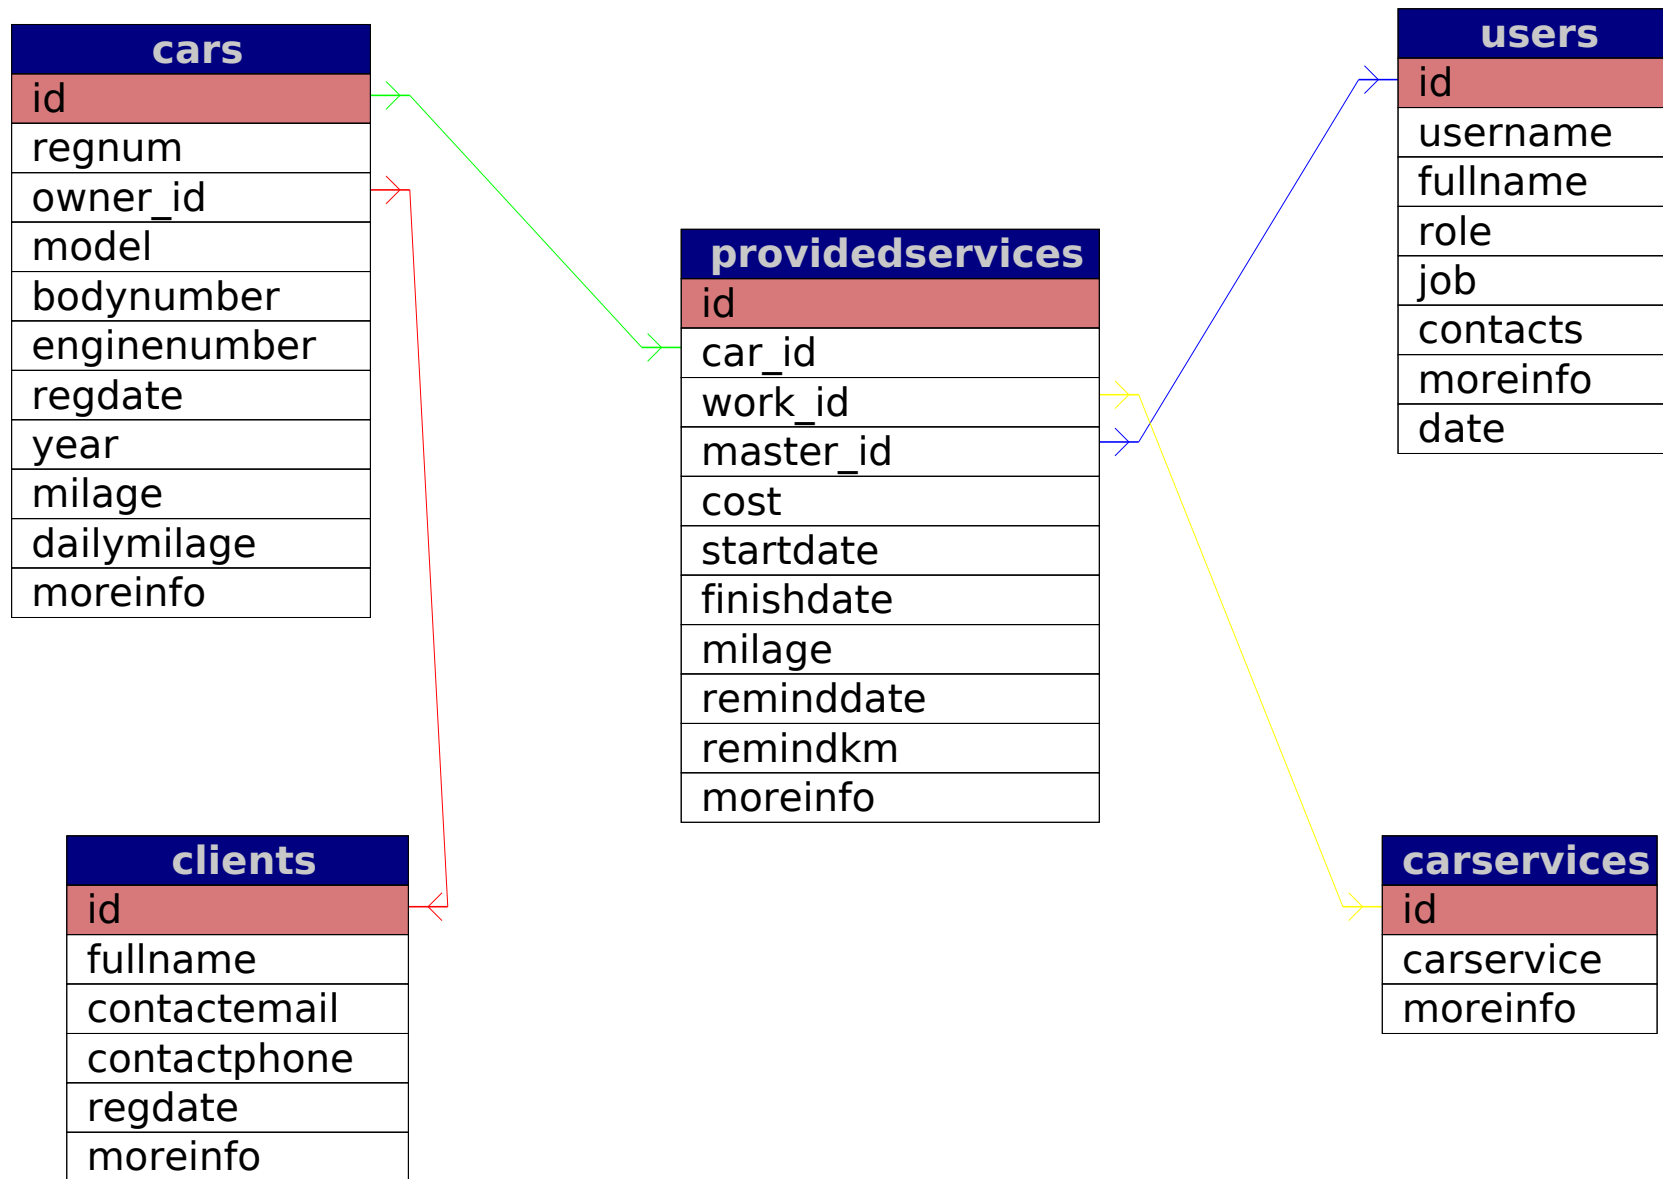 cars
id
regnum
owner_id
model
bodynumber
enginenumber
regdate
year
milage
dailymilage
moreinfo
clients
id
fullname
contactemail
contactphone
regdate
moreinfo
providedservices
id
car_id
work_id
master_id
cost
startdate
finishdate
milage
reminddate
remindkm
moreinfo
users
id
username
fullname
role
job
contacts
moreinfo
date
carservices
id
carservice
moreinfo